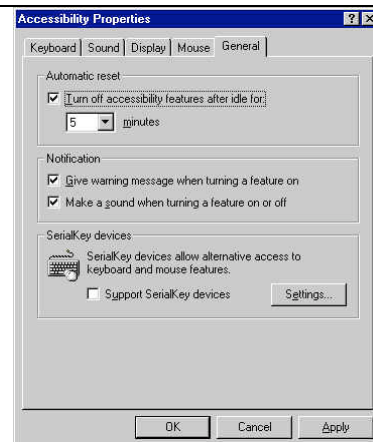 Accessibility Properties
Keyboard Sound Display Mouse General
Automatic reset
Turn off accessibility features after idle for:
5 minutes
Notification
Give warning message when turning a feature on
Make a sound when turning a feature on or off
SerialKey devices
SerialKey devices allow alternative access to
keyboard and mouse features.
Support SerialKey devices Settings...
OK Cancel Apply